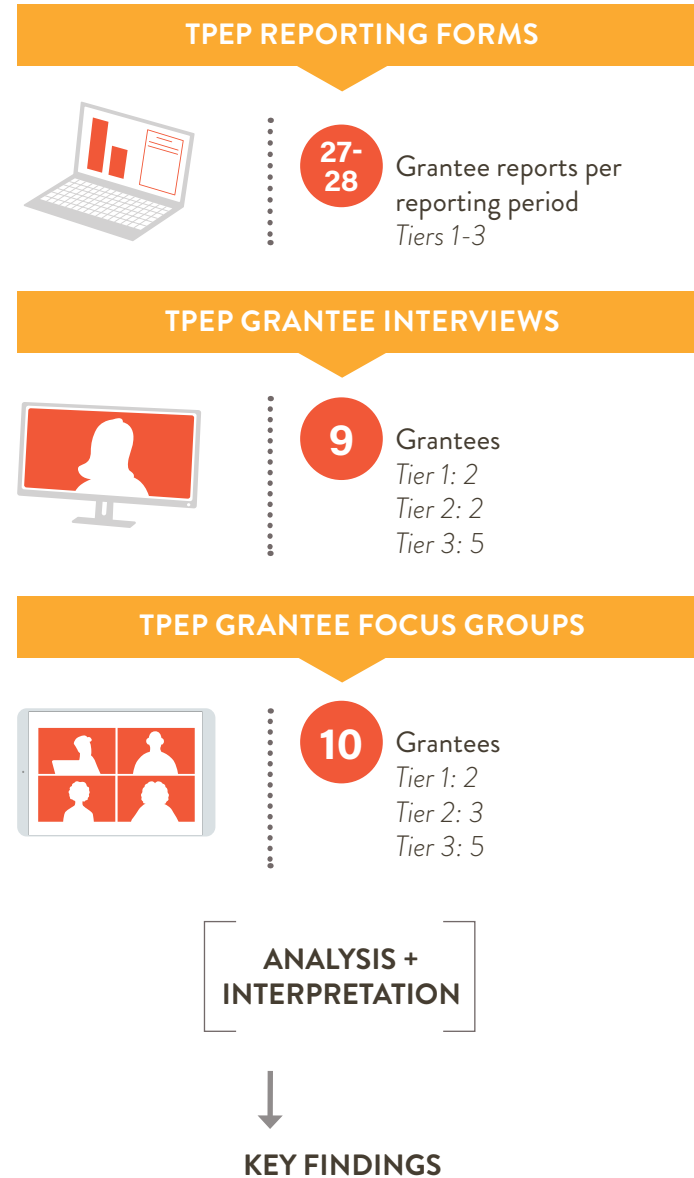 TPEP REPORTING FORMS
27-
28
Grantee reports per
reporting period
Tiers 1-3
TPEP GRANTEE INTERVIEWS
9
Grantees
Tier 1: 2
Tier 2: 2
Tier 3: 5
TPEP GRANTEE FOCUS GROUPS
10
Grantees
Tier 1: 2
Tier 2: 3
Tier 3: 5
ANALYSIS +
INTERPRETATION
KEY FINDINGS